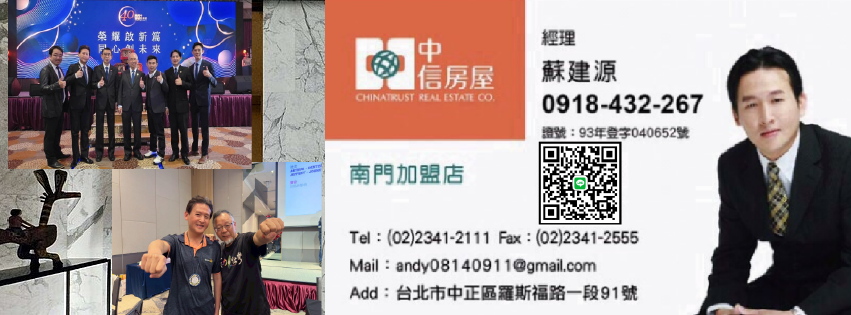 40
榮耀啟新篇
同心創未來
中
信房屋
CHINATRUST REAL ESTATE CO.
南門加盟店
經理
蘇建源
0918-432-267
證號：93年登字040652號
LINE
Tel：(02)2341-2111 Fax：(02)2341-2555
Mail：andy08140911@gmail.com
Add：台北市中正區羅斯福路一段91號